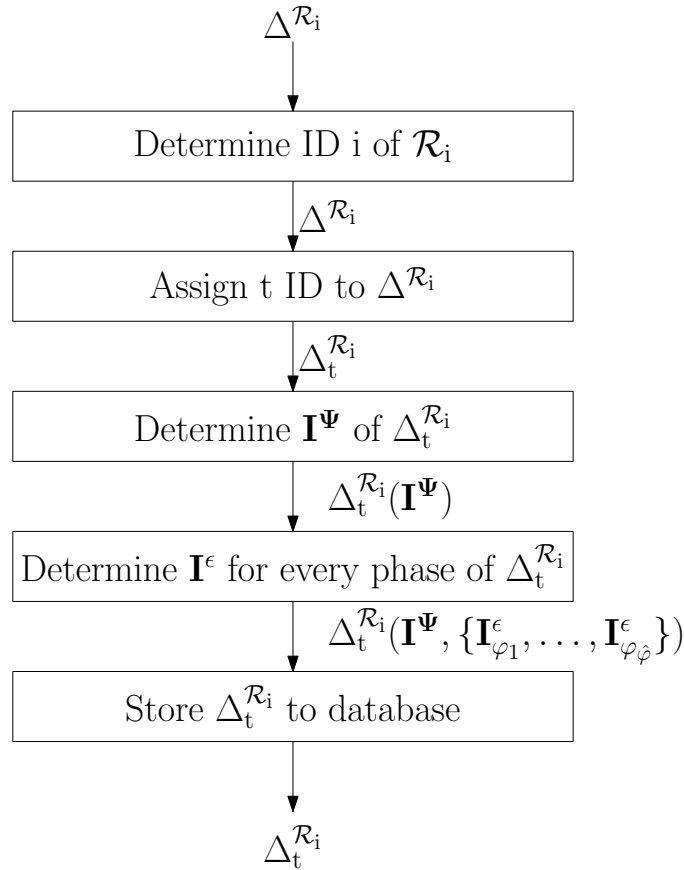 Δ^{ℛ_i}
Determine ID i of ℛ_i
Δ^{ℛ_i}
Assign t ID to Δ^{ℛ_i}
Δ_t^{ℛ_i}
Determine I^Ψ of Δ_t^{ℛ_i}
Δ_t^{ℛ_i}(I^Ψ)
Determine I^ϵ for every phase of Δ_t^{ℛ_i}
Δ_t^{ℛ_i}(I^Ψ, {I^ϵ_{φ_1}, . . . , I^ϵ_{φ_{φ̂}}})
Store Δ_t^{ℛ_i} to database
Δ_t^{ℛ_i}